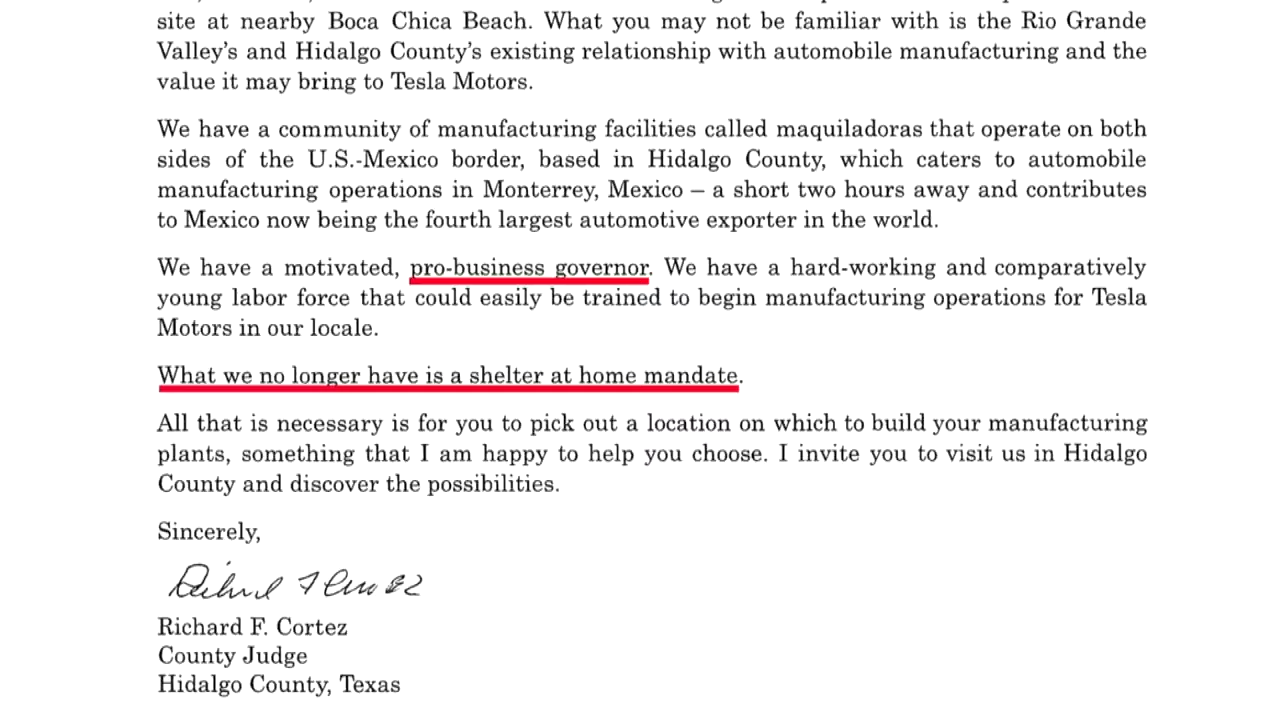 site at nearby Boca Chica Beach. What you may not be familiar with is the Rio Grande
Valley's and Hidalgo County's existing relationship with automobile manufacturing and the
value it may bring to Tesla Motors.
We have a community of manufacturing facilities called maquiladoras that operate on both
sides of the U.S.-Mexico border, based in Hidalgo County, which caters to automobile
manufacturing operations in Monterrey, Mexico – a short two hours away and contributes
to Mexico now being the fourth largest automotive exporter in the world.
We have a motivated, pro-business governor. We have a hard-working and comparatively
young labor force that could easily be trained to begin manufacturing operations for Tesla
Motors in our locale.
What we no longer have is a shelter at home mandate.
All that is necessary is for you to pick out a location on which to build your manufacturing
plants, something that I am happy to help you choose. I invite you to visit us in Hidalgo
County and discover the possibilities.
Sincerely,
Richard F. Cortez
County Judge
Hidalgo County, Texas